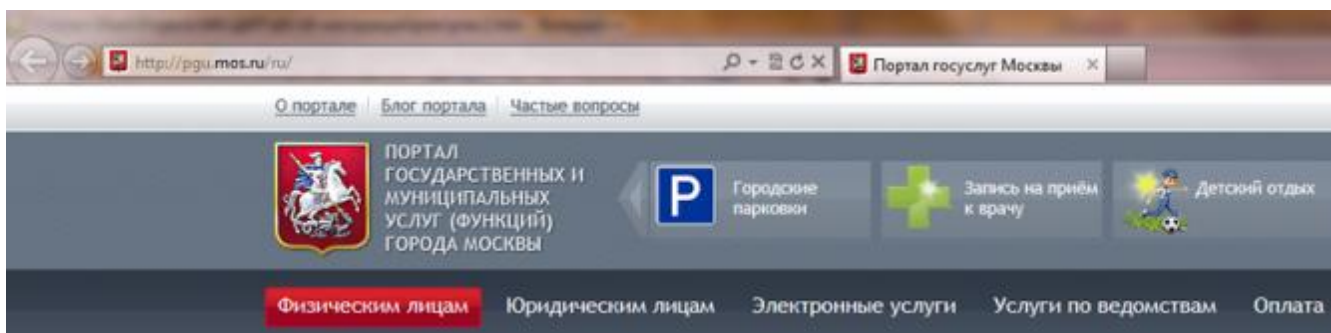 http://pgu.mos.ru/ru/
Портал госуслуг Москвы
О портале Блог портала Частые вопросы
ПОРТАЛ
ГОСУДАРСТВЕННЫХ И
МУНИЦИПАЛЬНЫХ
УСЛУГ (ФУНКЦИЙ)
ГОРОДА МОСКВЫ
P
Городские
парковки
Запись на приём
к врачу
Детский отдых
Физическим лицам Юридическим лицам Электронные услуги Услуги по ведомствам Оплата